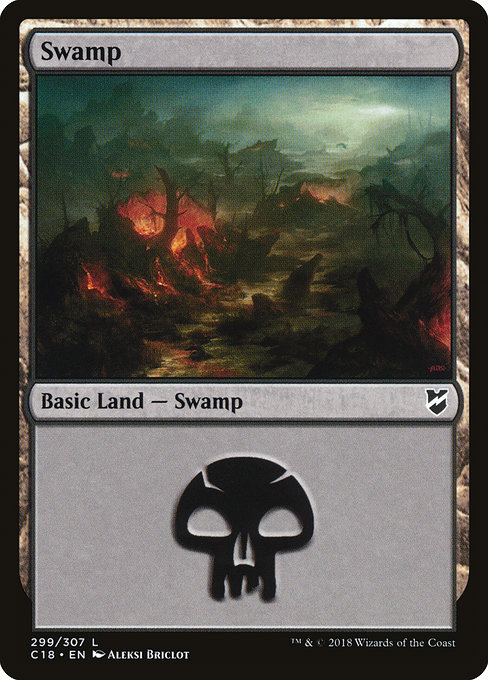 Swamp
Basic Land — Swamp
299/307 L
™ & © 2018 Wizards of the Coast
C18 • EN Aleksi Briclot